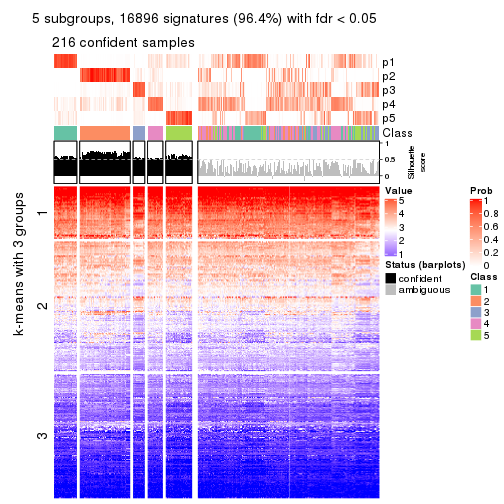 5 subgroups, 16896 signatures (96.4%) with fdr < 0.05
216 confident samples
p1
p2
p3
p4
p5
Class
1
0.5
0
Silhouette
score
k-means with 3 groups
1
2
3
Value
5
4
3
2
1
Status (barplots)
confident
ambiguous
Prob
1
0.8
0.6
0.4
0.2
0
Class
1
2
3
4
5